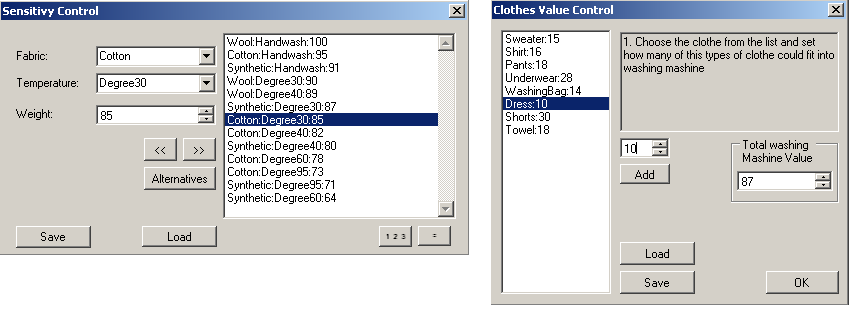 Sensitivy Control
Fabric:
Cotton
Temperature:
Degree30
Weight:
85
<<
>>
Alternatives
Wool:Handwash:100
Cotton:Handwash:95
Synthetic:Handwash:91
Wool:Degree30:90
Wool:Degree40:89
Synthetic:Degree30:87
Cotton:Degree30:85
Cotton:Degree40:82
Synthetic:Degree40:80
Cotton:Degree60:78
Cotton:Degree95:73
Synthetic:Degree95:71
Synthetic:Degree60:64
Save
Load
1 2 3
=
Clothes Value Control
Sweater:15
Shirt:16
Pants:18
Underwear:28
WashingBag:14
Dress:10
Shorts:30
Towel:18
1. Choose the clothe from the list and set
how many of this types of clothe could fit into
washing mashine
10
Add
Total washing
Mashine Value
87
Load
Save
OK